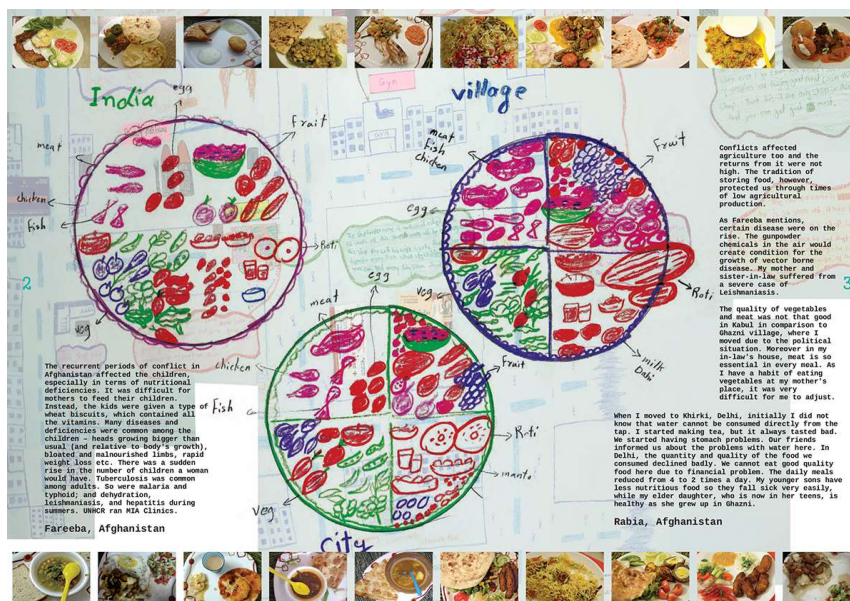 India
egg
Frait
meat
chicken
Fish
Roti
veg
village
meat
Fish
chicken
Fruit
egg
Roti
milk
Dahi
egg
veg
meat
chicken
Fruit
Fish
Roti
manto
veg
City
Gym
2
3
The recurrent periods of conflict in
Afghanistan affected the children,
especially in terms of nutritional
deficiencies. It was difficult for
mothers to feed their children.
Instead, the kids were given a type of
wheat biscuits, which contained all
the vitamins. Many diseases and
deficiencies were common among the
children – heads growing bigger than
usual (and relative to body's growth),
bloated and malnourished limbs, rapid
weight loss etc. There was a sudden
rise in the number of children a woman
would have. Tuberculosis was common
among adults. So were malaria and
typhoid; and dehydration,
leishmaniasis, and hepatitis during
summers. UNHCR ran MIA Clinics.
Fareeba, Afghanistan
Conflicts affected
agriculture too and the
returns from it were not
high. The tradition of
storing food, however,
protected us through times
of low agricultural
production.
As Fareeba mentions,
certain disease were on the
rise. The gunpowder
chemicals in the air would
create condition for the
growth of vector borne
disease. My mother and
sister-in-law suffered from
a severe case of
Leishmaniasis.
The quality of vegetables
and meat was not that good
in Kabul in comparison to
Ghazni village, where I
moved due to the political
situation. Moreover in my
in-law's house, meat is so
essential in every meal. As
I have a habit of eating
vegetables at my mother's
place, it was very
difficult for me to adjust.
When I moved to Khirki, Delhi, initially I did not
know that water cannot be consumed directly from the
tap. I started making tea, but it always tasted bad.
We started having stomach problems. Our friends
informed us about the problems with water here. In
Delhi, the quantity and quality of the food we
consumed declined badly. We cannot eat good quality
food here due to financial problem. The daily meals
reduced from 4 to 2 times a day. My younger sons have
less nutritious food so they fall sick very easily,
while my elder daughter, who is now in her teens, is
healthy as she grew up in Ghazni.
Rabia, Afghanistan